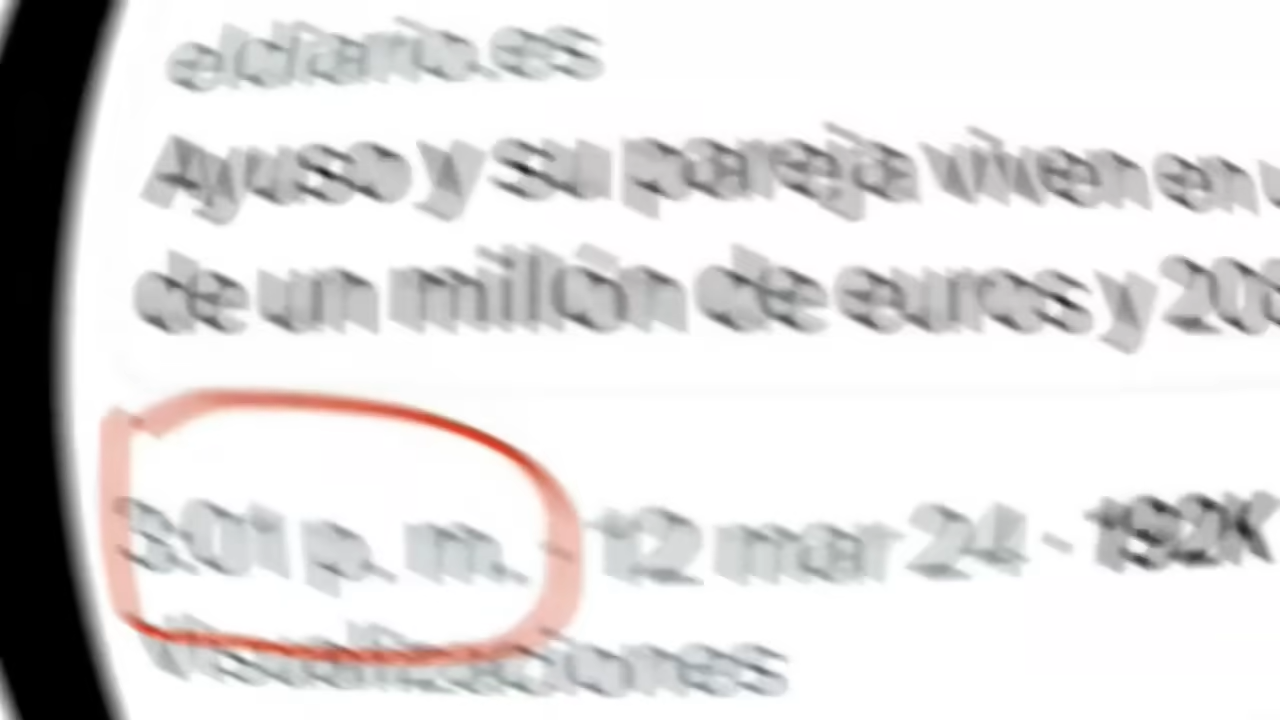 eldiario.es
Ayuso y su pareja viven en
de un millón de euros y
3:01 p. m. · 12 mar 24 · 192K
Visualizaciones